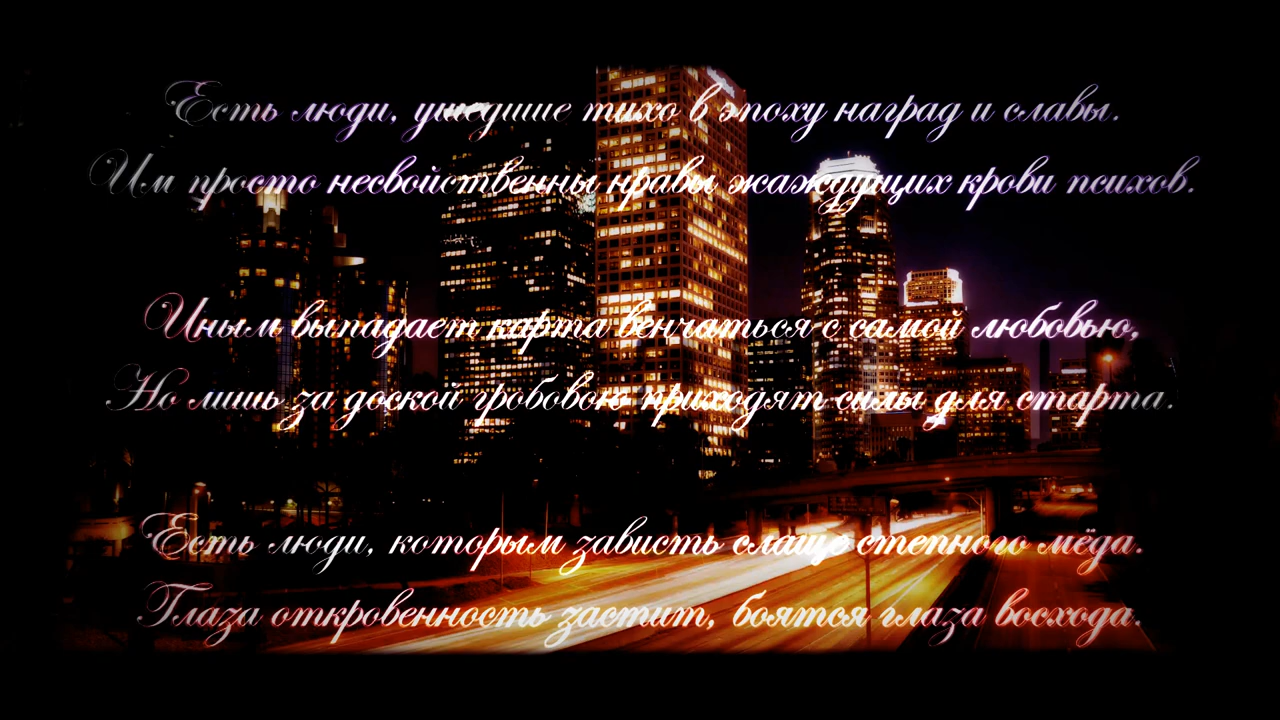 Есть люди, ушедшие тихо в эпоху наград и славы.
Им просто несвойственны нравы жаждущих крови психов.
Иным выпадает карта венчаться с самой любовью,
Но лишь за доской гробовою приходят силы для старта.
Есть люди, которым зависть слаще степного мёда.
Глаза откровенность застит, боятся глаза восхода.